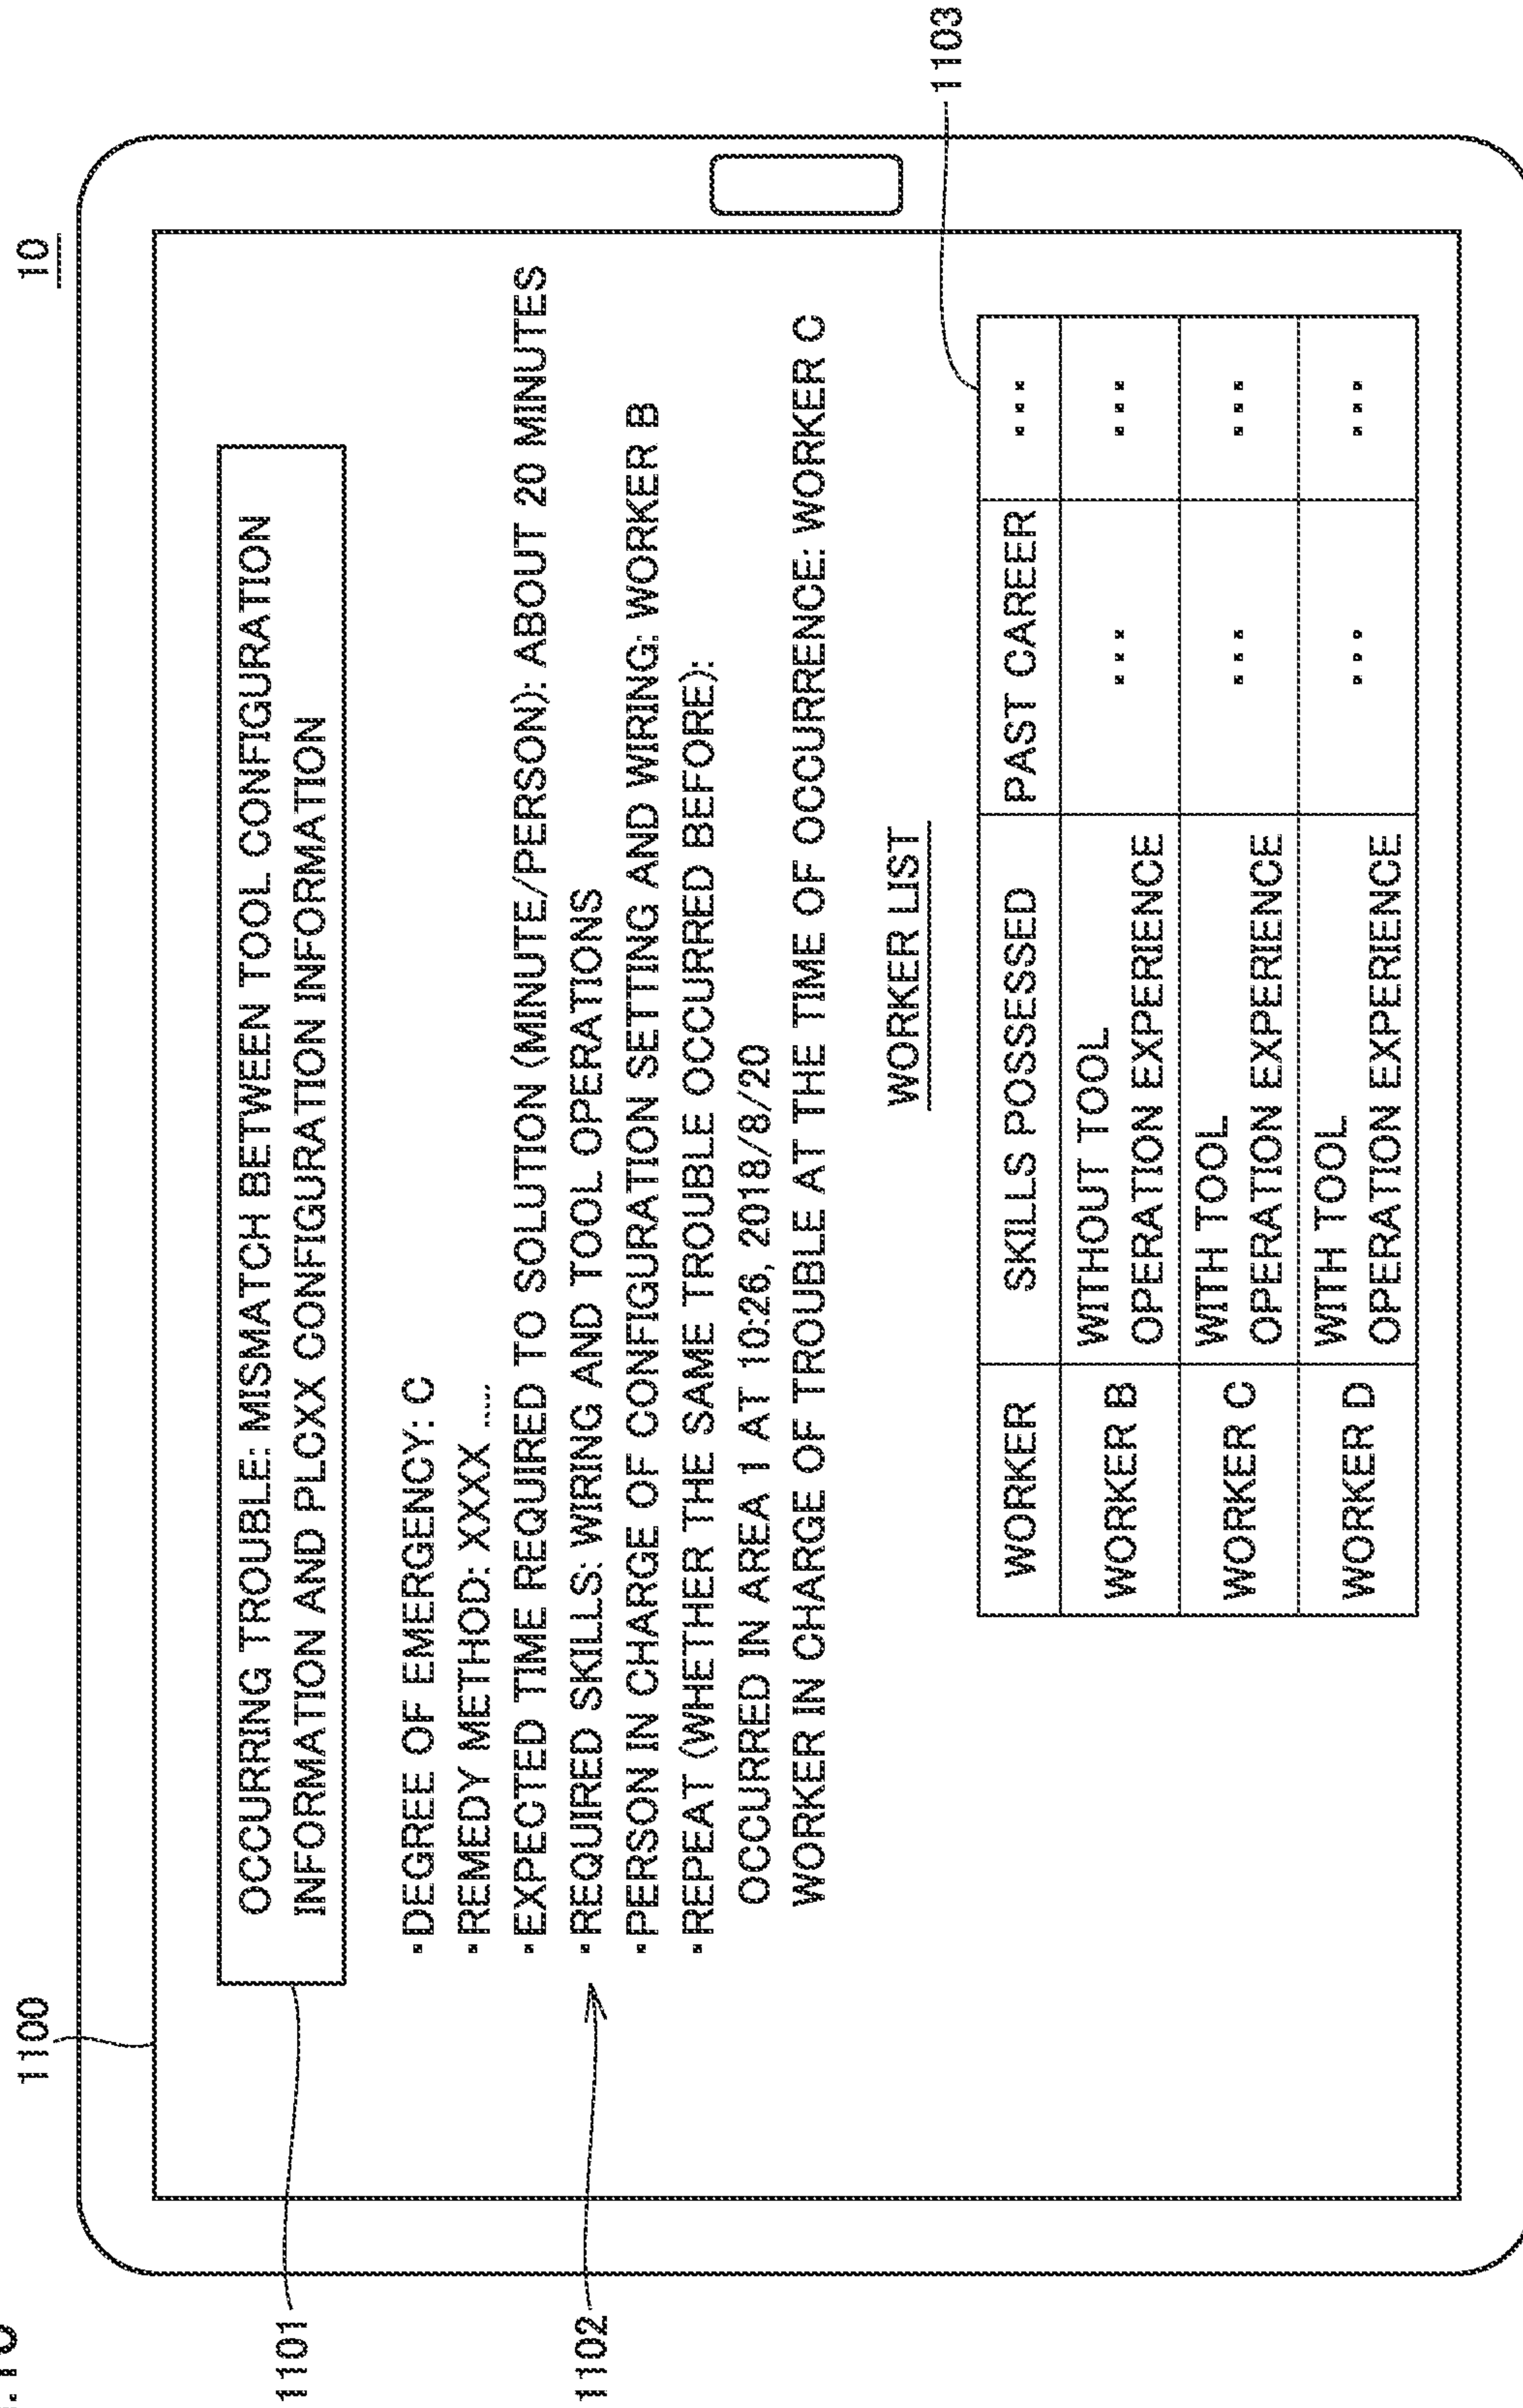 10
1100
1101
OCCURRING TROUBLE: MISMATCH BETWEEN TOOL CONFIGURATION
INFORMATION AND PLCXX CONFIGURATION INFORMATION
1102
·DEGREE OF EMERGENCY: C
·REMEDY METHOD: XXXX ....
·EXPECTED TIME REQUIRED TO SOLUTION (MINUTE/PERSON): ABOUT 20 MINUTES
·REQUIRED SKILLS: WIRING AND TOOL OPERATIONS
·PERSON IN CHARGE OF CONFIGURATION SETTING AND WIRING: WORKER B
·REPEAT (WHETHER THE SAME TROUBLE OCCURRED BEFORE):
OCCURRED IN AREA 1 AT 10:26, 2018/8/20
WORKER IN CHARGE OF TROUBLE AT THE TIME OF OCCURRENCE: WORKER C
WORKER LIST
1103
WORKER SKILLS POSSESSED PAST CAREER ...
WORKER B WITHOUT TOOL OPERATION EXPERIENCE ... ...
WORKER C WITH TOOL OPERATION EXPERIENCE ... ...
WORKER D WITH TOOL OPERATION EXPERIENCE ... ...